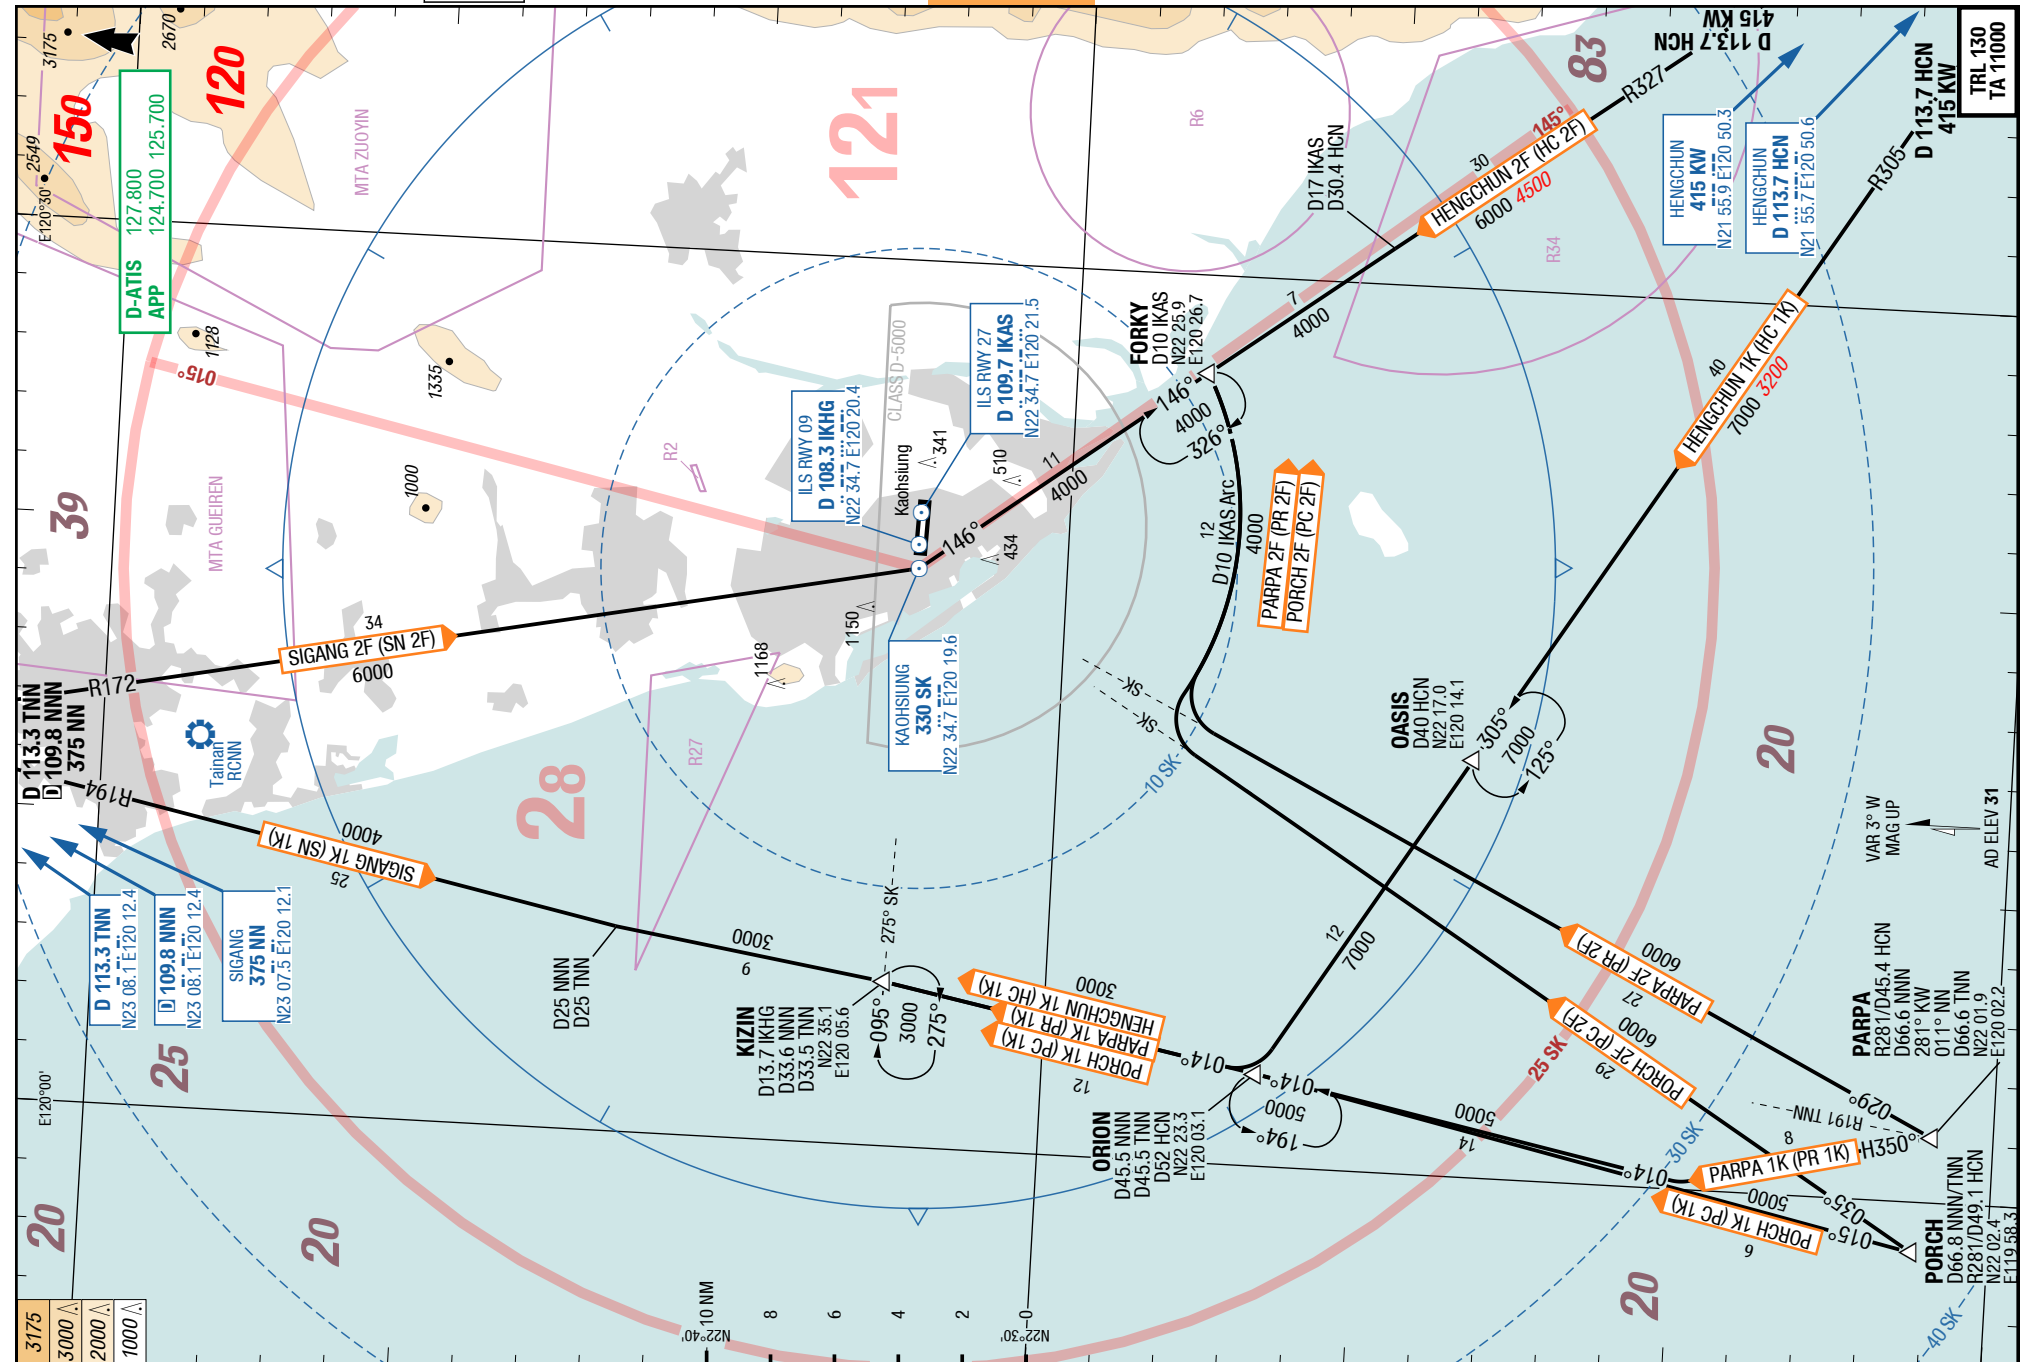 3175
2670
2549
150
120
E120°30'
D-ATIS 127.800
APP 124.700 125.700
MTA ZUOYIN
121
R6
83
D 113.7 HCN
415 KW
R327
D 113.7 HCN
415 KW
R305
TRL 130
TA 11000
HENGCHUN
415 KW
N21 55.9 E120 50.3
HENGCHUN
D 113.7 HCN
N21 55.7 E120 50.6
145°
30
HENGCHUN 2F (HC 2F)
6000 4500
D17 IKAS
D30.4 HCN
R34
1128
015°
1335
1000
39
MTA GUEIREN
R2
CLASS D-5000
ILS RWY 09
D 108.3 IKHG
N22 34.7 E120 20.4
ILS RWY 27
D 109.7 IKAS
N22 34.7 E120 21.5
Kaohsiung
341
510
434
1150
1168
146°
11
4000
FORKY
D10 IKAS
N22 25.9
E120 26.7
146°
4000
326°
7
4000
12
D10 IKAS Arc
4000
PARPA 2F (PR 2F)
PORCH 2F (PC 2F)
40
HENGCHUN 1K (HC 1K)
7000 3200
34
SIGANG 2F (SN 2F)
6000
D 113.3 TNN
D 109.8 NNN
375 NN
R172
R194
Tainan
RCNN
KAOHSIUNG
330 SK
N22 34.7 E120 19.6
R27
28
SK
SK
10 SK
OASIS
D40 HCN
N22 17.0
E120 14.1
305°
7000
125°
20
VAR 3° W
MAG UP
AD ELEV 31
4000
SIGANG 1K (SN 1K)
25
D 113.3 TNN
N23 08.1 E120 12.4
D 109.8 NNN
N23 08.1 E120 12.4
SIGANG
375 NN
N23 07.5 E120 12.1
25
D25 NNN
D25 TNN
3000
9
275° SK
KIZIN
D13.7 IKHG
D33.6 NNN
D33.5 TNN
N22 35.1
E120 05.6
095°
3000
275°
3000
HENGCHUN 1K (HC 1K)
PARPA 1K (PR 1K)
PORCH 1K (PC 1K)
12
014°
12
7000
ORION
D45.5 NNN
D45.5 TNN
D52 HCN
N22 23.3
E120 03.1
014°
5000
194°
5000
14
25 SK
6000
PARPA 2F (PR 2F)
27
6000
PORCH 2F (PC 2F)
29
PARPA
R281/D45.4 HCN
D66.6 NNN
281° KW
011° NN
D66.6 TNN
N22 01.9
E120 02.2
029°
R191 TNN
H350°
8
PARPA 1K (PR 1K)
30 SK
014°
5000
PORCH 1K (PC 1K)
9
035°
015°
PORCH
D66.8 NNN/TNN
R281/D49.1 HCN
N22 02.4
E119 58.3
E120°00'
20
20
20
40 SK
3175
3000
2000
1000
N22°40'
10 NM
8
6
4
2
0
N22°30'